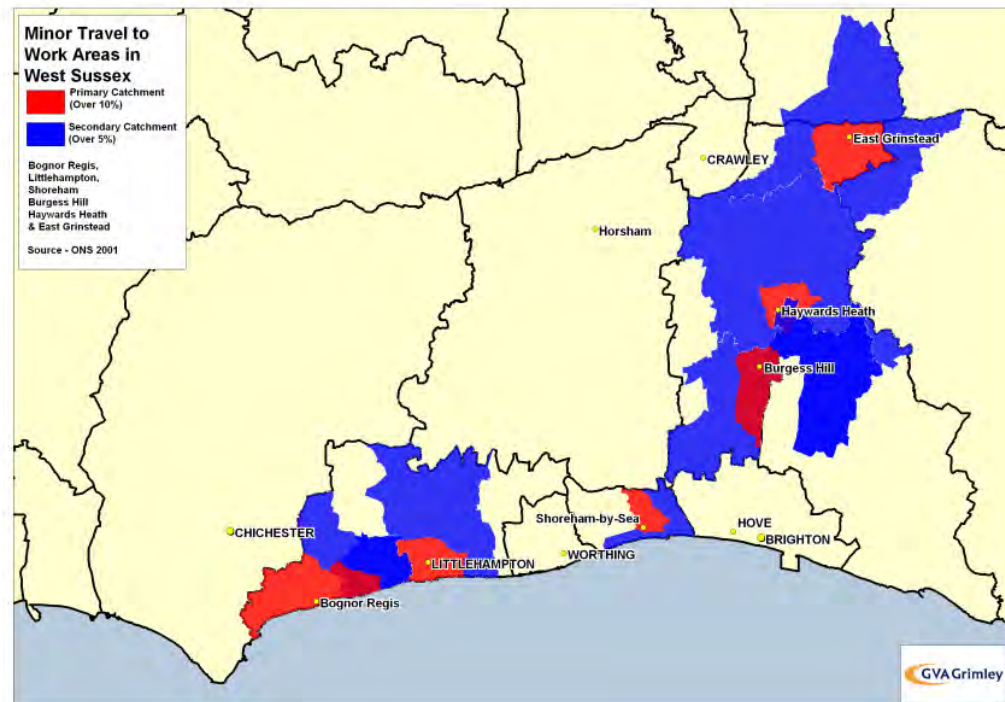 Minor Travel to
Work Areas in
West Sussex
Primary Catchment
(Over 10%)
Secondary Catchment
(Over 5%)
Bognor Regis,
Littlehampton,
Shoreham
Burgess Hill
Haywards Heath
& East Grinstead
Source - ONS 2001
East Grinstead
CRAWLEY
Horsham
Haywards Heath
Burgess Hill
Shoreham-by-Sea
HOVE
BRIGHTON
CHICHESTER
WORTHING
LITTLEHAMPTON
Bognor Regis
GVA Grimley